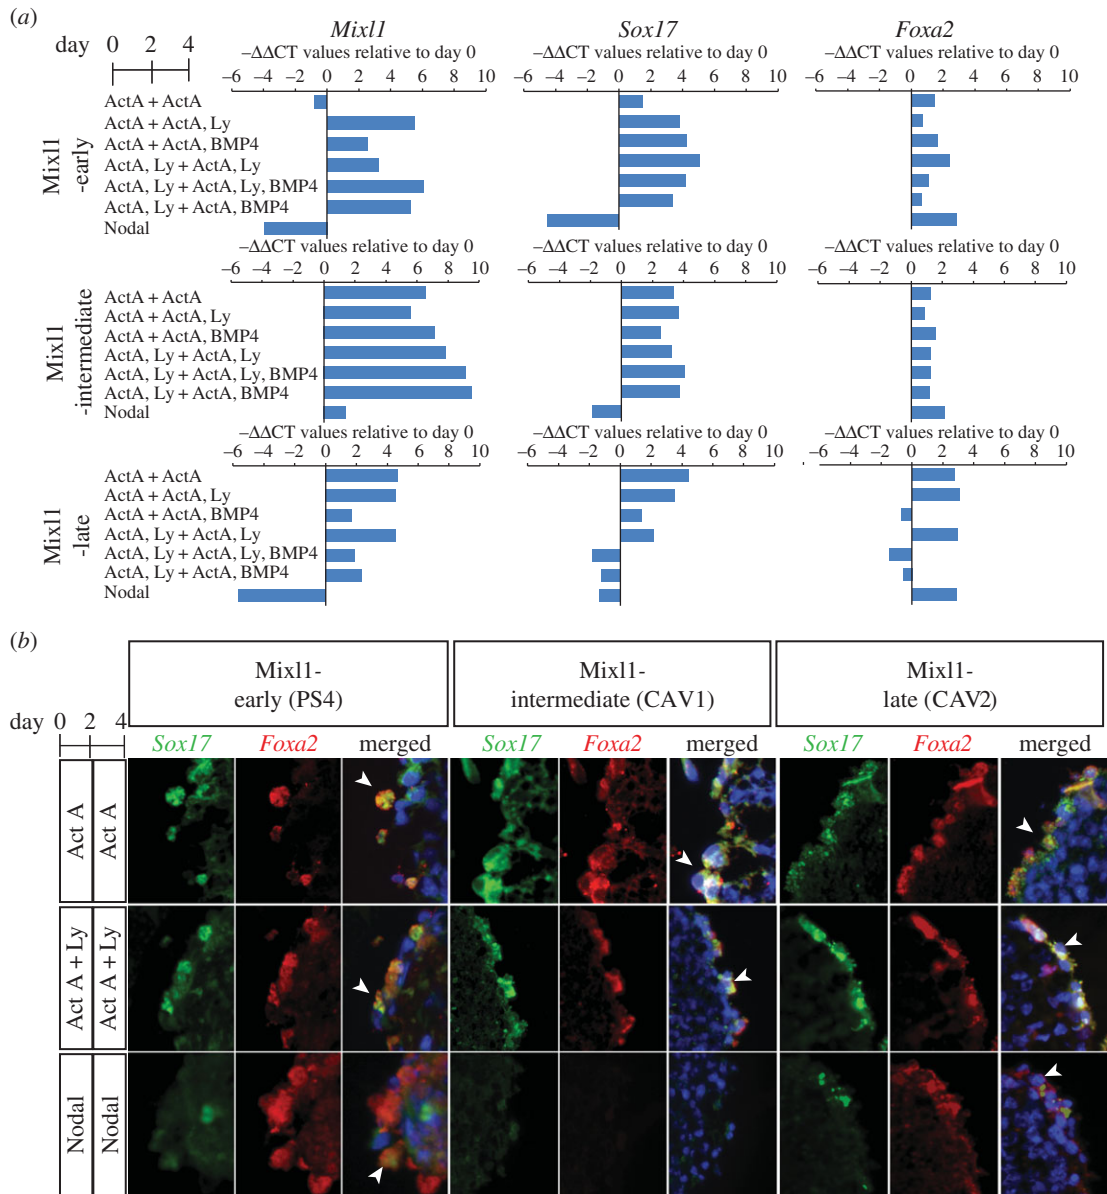 (a)
Mixl1 Sox17 Foxa2
day 0 2 4
–ΔΔCT values relative to day 0 –ΔΔCT values relative to day 0 –ΔΔCT values relative to day 0
–6 –4 –2 0 2 4 6 8 10 –6 –4 –2 0 2 4 6 8 10 –6 –4 –2 0 2 4 6 8 10
Mixl1
-early
ActA + ActA
ActA + ActA, Ly
ActA + ActA, BMP4
ActA, Ly + ActA, Ly
ActA, Ly + ActA, Ly, BMP4
ActA, Ly + ActA, BMP4
Nodal
–ΔΔCT values relative to day 0 –ΔΔCT values relative to day 0 –ΔΔCT values relative to day 0
–6 –4 –2 0 2 4 6 8 10 –6 –4 –2 0 2 4 6 8 10 –6 –4 –2 0 2 4 6 8 10
Mixl1
-intermediate
ActA + ActA
ActA + ActA, Ly
ActA + ActA, BMP4
ActA, Ly + ActA, Ly
ActA, Ly + ActA, Ly, BMP4
ActA, Ly + ActA, BMP4
Nodal
–ΔΔCT values relative to day 0 –ΔΔCT values relative to day 0 –ΔΔCT values relative to day 0
–6 –4 –2 0 2 4 6 8 10 –6 –4 –2 0 2 4 6 8 10 –6 –4 –2 0 2 4 6 8 10
Mixl1
-late
ActA + ActA
ActA + ActA, Ly
ActA + ActA, BMP4
ActA, Ly + ActA, Ly
ActA, Ly + ActA, Ly, BMP4
ActA, Ly + ActA, BMP4
Nodal
(b)
Mixl1-
early (PS4)
Mixl1-
intermediate (CAV1)
Mixl1-
late (CAV2)
day 0 2 4
Sox17 Foxa2 merged Sox17 Foxa2 merged Sox17 Foxa2 merged
Act A Act A
Act A + Ly Act A + Ly
Nodal Nodal